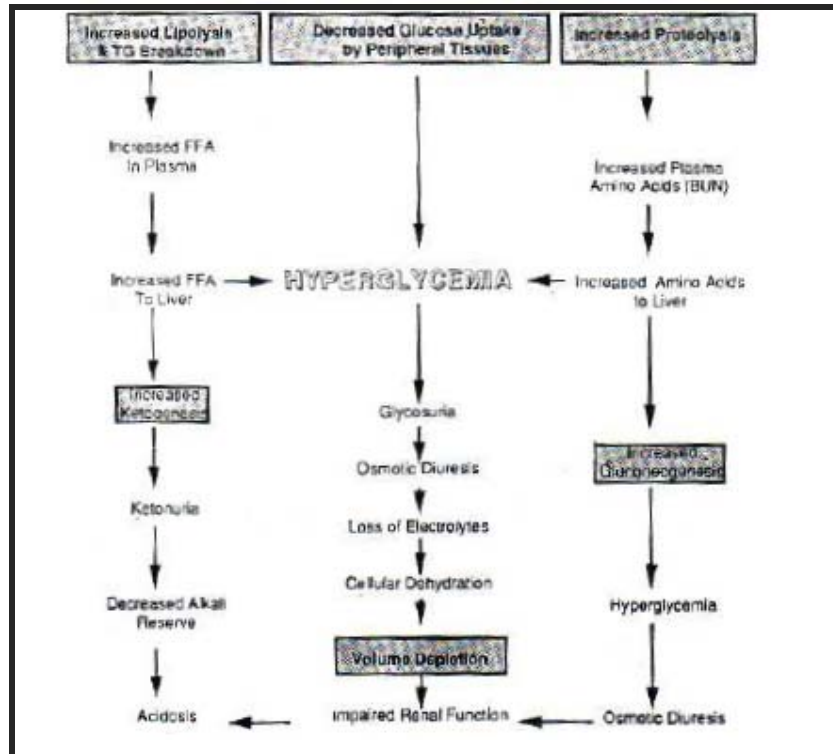 Increased Lipolysis
& TG Breakdown
Decreased Glucose Uptake
by Peripheral Tissues
Increased Proteolysis
Increased FFA
In Plasma
Increased Plasma
Amino Acids (BUN)
Increased FFA
To Liver
HYPERGLYCEMIA
Increased Amino Acids
to Liver
Increased
Ketogenesis
Glycosuria
Increased
Gluconeogenesis
Osmotic Diuresis
Ketonuria
Loss of Electrolytes
Cellular Dehydration
Decreased Alkali
Reserve
Hyperglycemia
Volume Depletion
Acidosis
Impaired Renal Function
Osmotic Diuresis